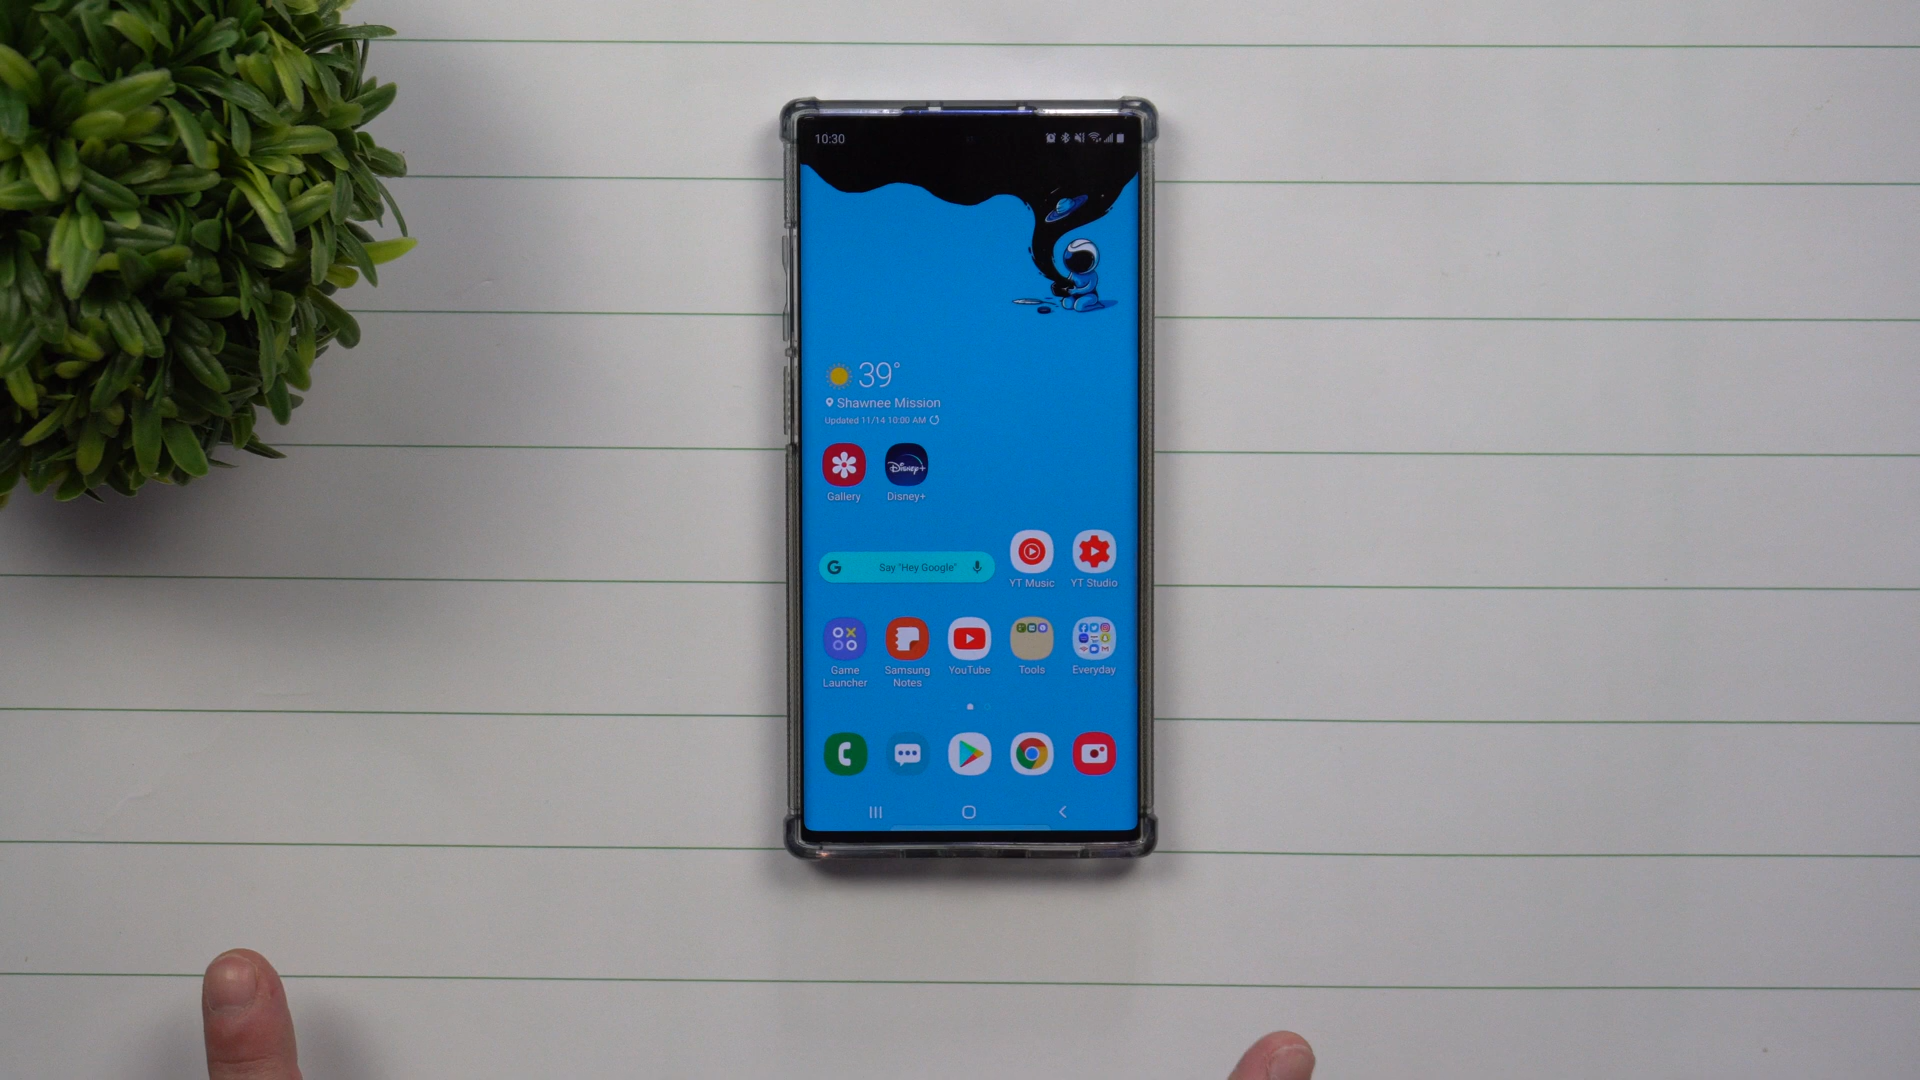 10:30
39°
Shawnee Mission
Updated 11/14 10:00 AM
Disney+
Gallery
Disney+
G
Say "Hey Google"
YT Music
YT Studio
Game
Launcher
Samsung
Notes
YouTube
Tools
Everyday